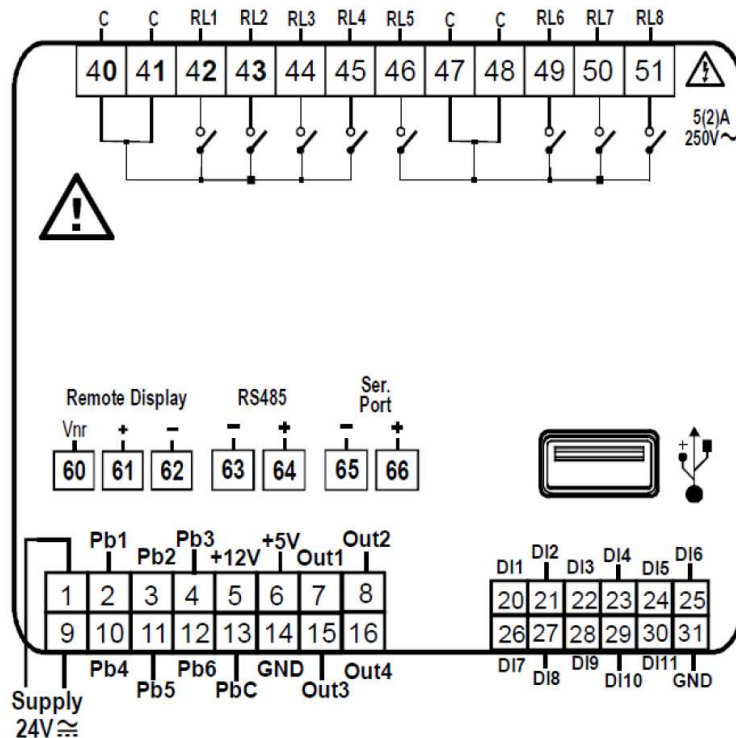 C C RL1 RL2 RL3 RL4 RL5 C C RL6 RL7 RL8
40 41 42 43 44 45 46 47 48 49 50 51
5(2)A
250V~
!
Remote Display RS485 Ser. Port
Vnr + − − + − +
60 61 62 63 64 65 66
Pb1 Pb2 Pb3 +12V +5V Out1 Out2
1 2 3 4 5 6 7 8
9 10 11 12 13 14 15 16
Pb4 Pb5 Pb6 PbC GND Out3 Out4
Supply
24V ≂
DI1 DI2 DI3 DI4 DI5 DI6
20 21 22 23 24 25
26 27 28 29 30 31
DI7 DI8 DI9 DI10 DI11 GND